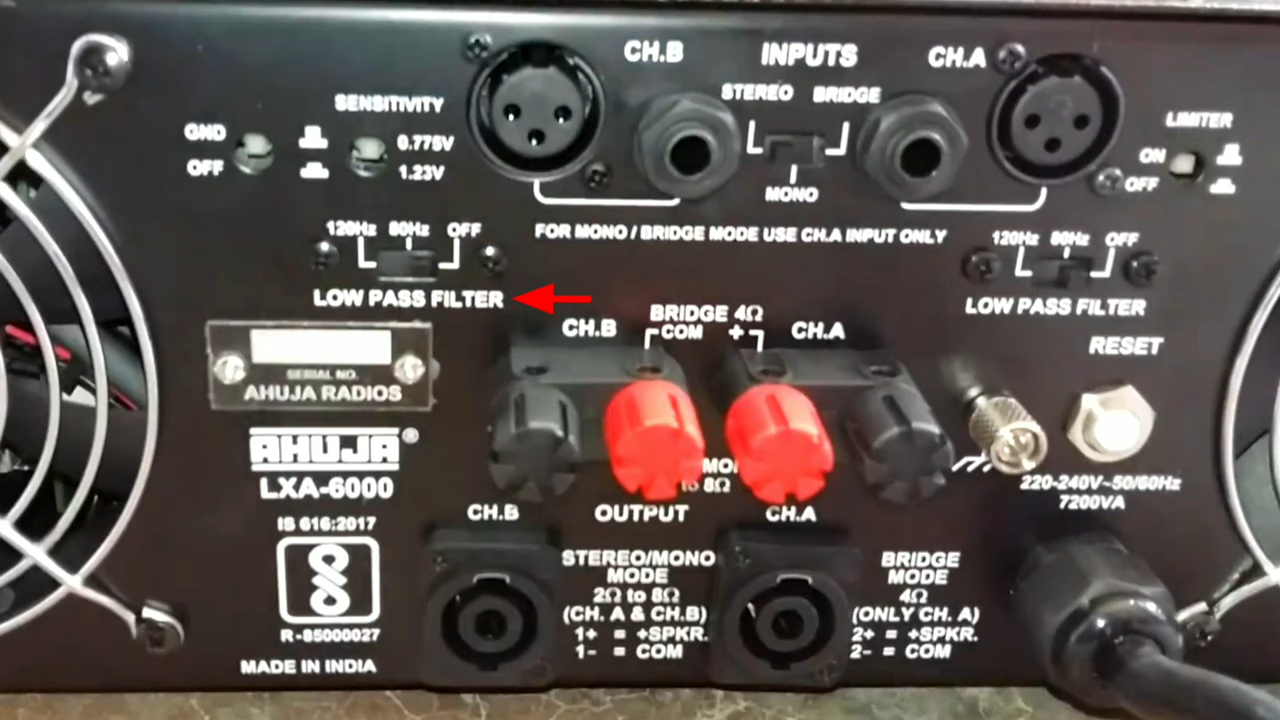 CH.B INPUTS CH.A
STEREO BRIDGE
MONO
SENSITIVITY
GND
OFF
0.775V
1.23V
LIMITER
ON
OFF
FOR MONO / BRIDGE MODE USE CH.A INPUT ONLY
120Hz 80Hz OFF
LOW PASS FILTER
120Hz 80Hz OFF
LOW PASS FILTER
BRIDGE 4Ω
CH.B COM + CH.A
RESET
SERIAL NO.
AHUJA RADIOS
AHUJA®
LXA-6000
to 8Ω
220-240V~50/60Hz
7200VA
CH.B OUTPUT CH.A
IS 616:2017
R-85000027
MADE IN INDIA
STEREO/MONO
MODE
2Ω to 8Ω
(CH. A & CH.B)
1+ = +SPKR.
1- = COM
BRIDGE
MODE
4Ω
(ONLY CH. A)
2+ = +SPKR.
2- = COM